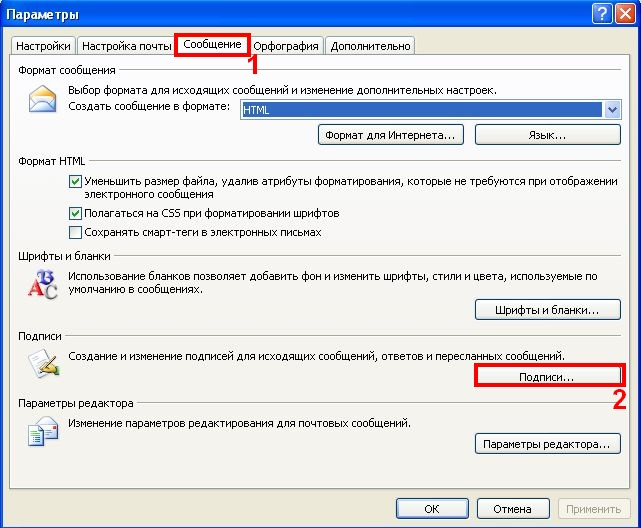 Параметры
Настройки
Настройка почты
Сообщение
Орфография
Дополнительно
1
Формат сообщения
Выбор формата для исходящих сообщений и изменение дополнительных настроек.
Создать сообщение в формате:
HTML
Формат для Интернета...
Язык...
Формат HTML
Уменьшить размер файла, удалив атрибуты форматирования, которые не требуются при отображении
электронного сообщения
Полагаться на CSS при форматировании шрифтов
Сохранять смарт-теги в электронных письмах
Шрифты и бланки
Использование бланков позволяет добавить фон и изменить шрифты, стили и цвета, используемые по
умолчанию в сообщениях.
Шрифты и бланки...
Подписи
Создание и изменение подписей для исходящих сообщений, ответов и пересланных сообщений.
Подписи...
2
Параметры редактора
Изменение параметров редактирования для почтовых сообщений.
Параметры редактора...
ОК
Отмена
Применить